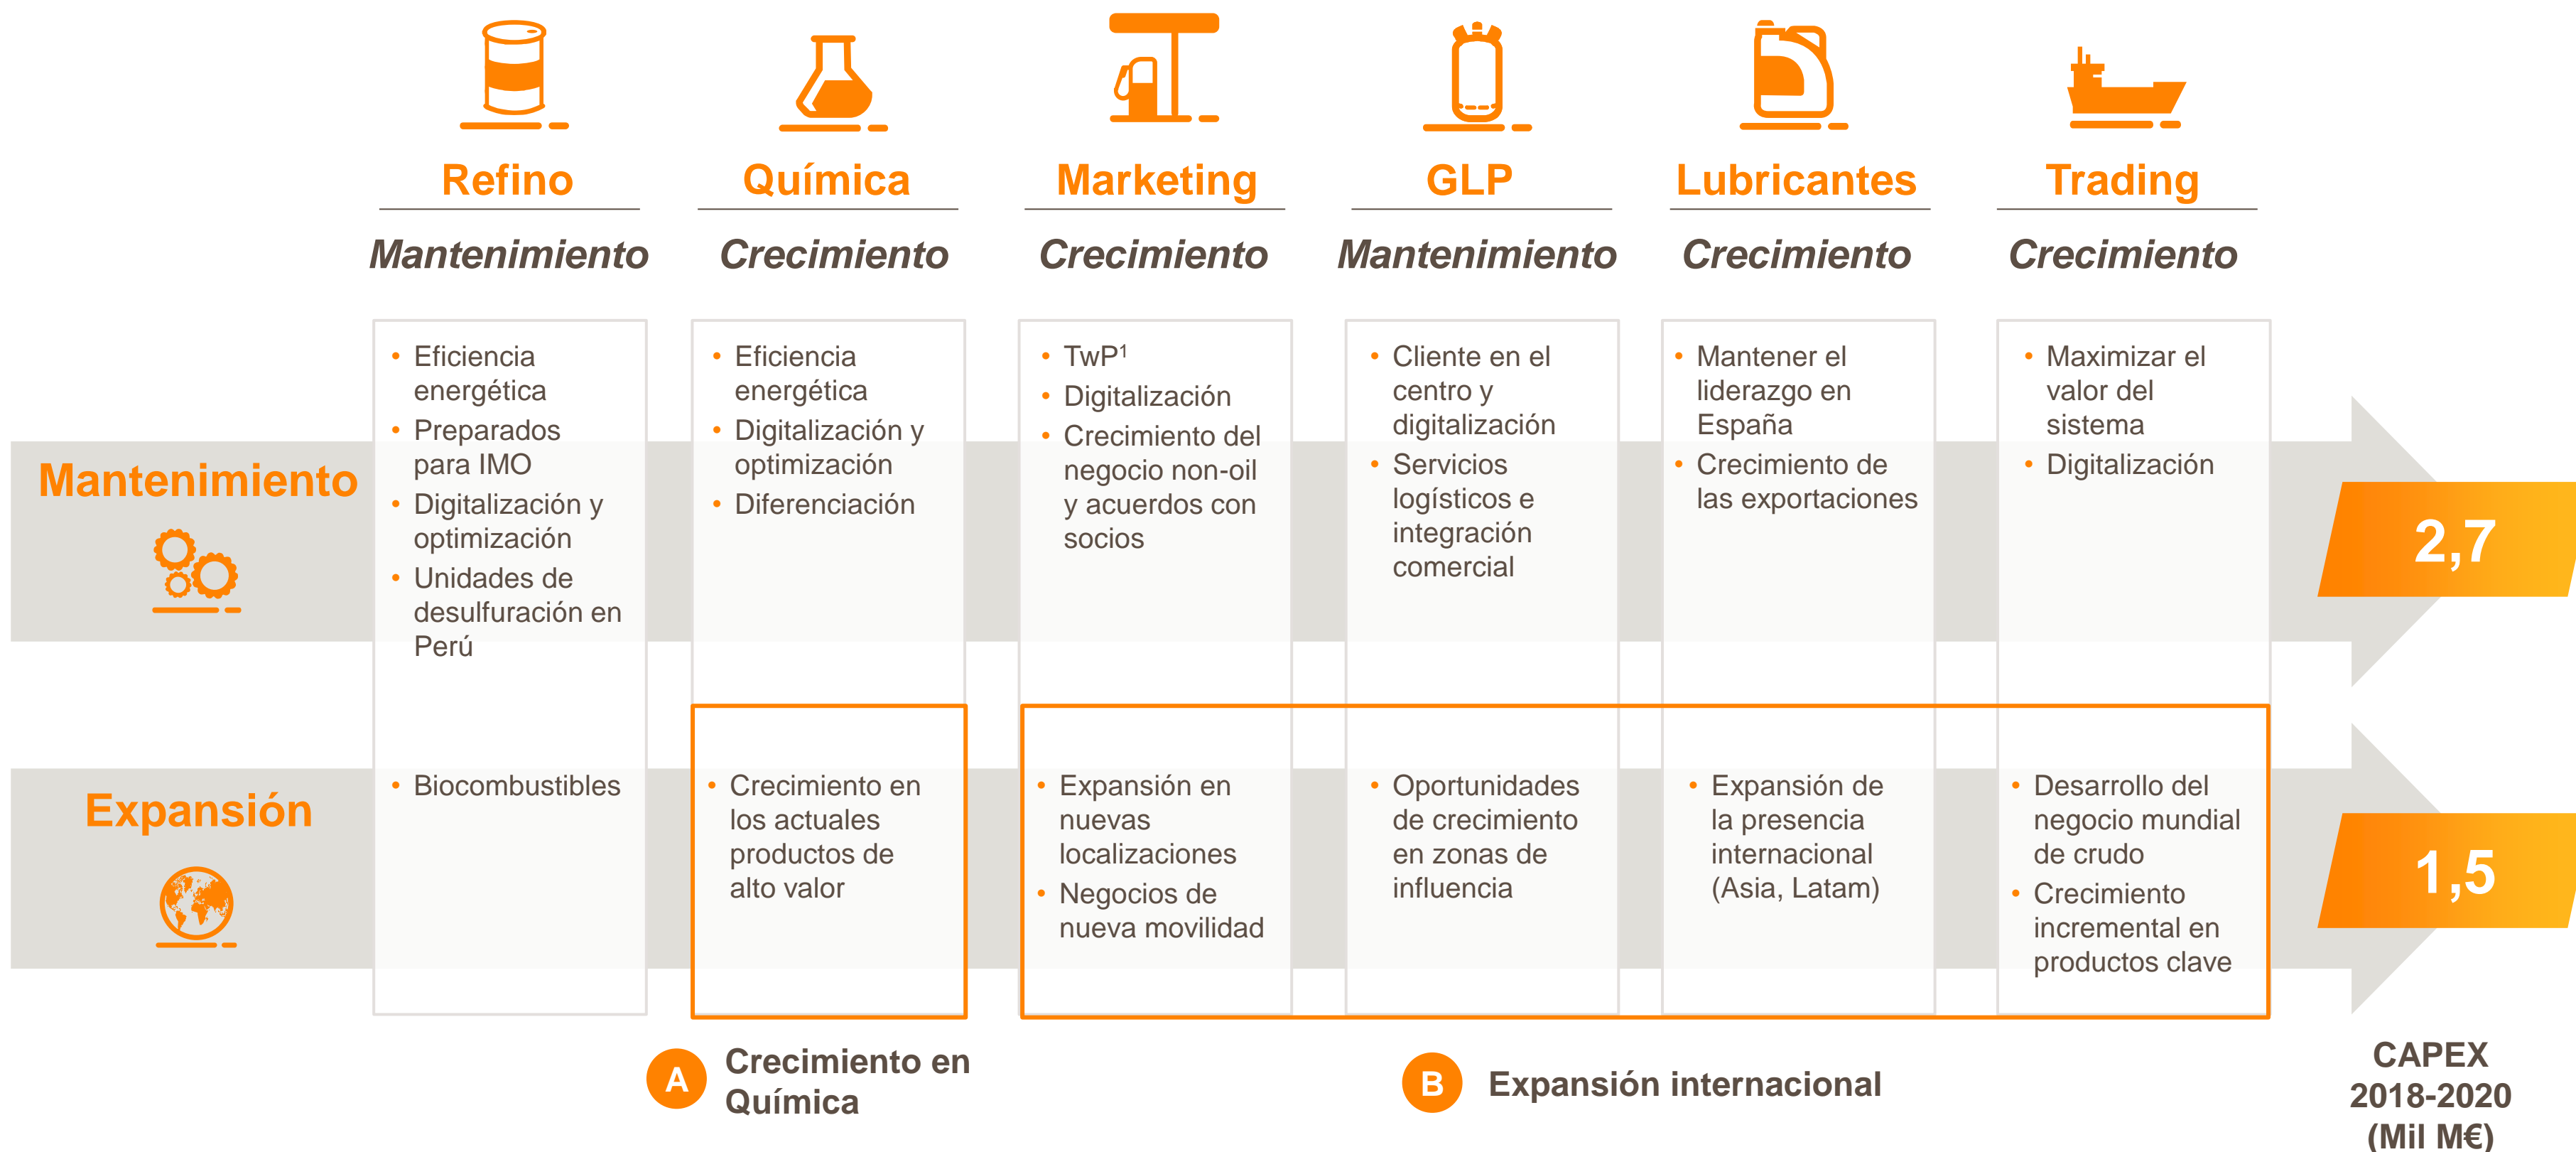 Refino
Mantenimiento
Química
Crecimiento
Marketing
Crecimiento
GLP
Mantenimiento
Lubricantes
Crecimiento
Trading
Crecimiento
Mantenimiento
• Eficiencia
energética
• Preparados
para IMO
• Digitalización y
optimización
• Unidades de
desulfuración en
Perú
• Eficiencia
energética
• Digitalización y
optimización
• Diferenciación
• TwP¹
• Digitalización
• Crecimiento del
negocio non-oil
y acuerdos con
socios
• Cliente en el
centro y
digitalización
• Servicios
logísticos e
integración
comercial
• Mantener el
liderazgo en
España
• Crecimiento de
las exportaciones
• Maximizar el
valor del
sistema
• Digitalización
2,7
Expansión
• Biocombustibles
• Crecimiento en
los actuales
productos de
alto valor
• Expansión en
nuevas
localizaciones
• Negocios de
nueva movilidad
• Oportunidades
de crecimiento
en zonas de
influencia
• Expansión de
la presencia
internacional
(Asia, Latam)
• Desarrollo del
negocio mundial
de crudo
• Crecimiento
incremental en
productos clave
1,5
A
Crecimiento en
Química
B
Expansión internacional
CAPEX
2018-2020
(Mil M€)